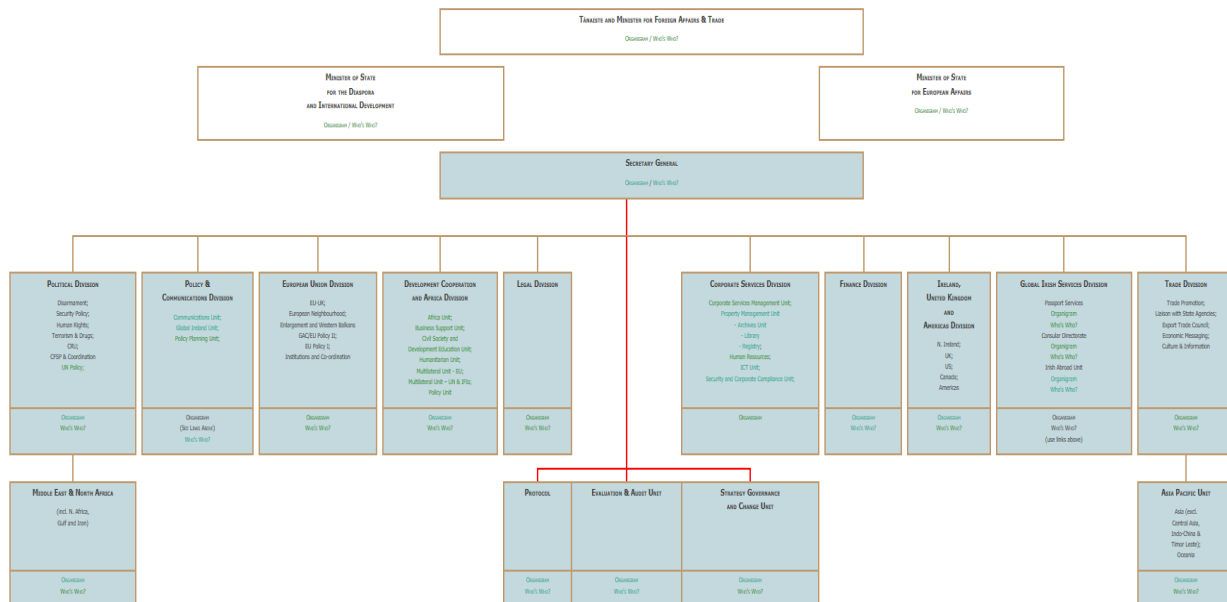 Tánaiste and Minister for Foreign Affairs & Trade
Organigram / Who's Who?
Minister of State
for the Diaspora
and International Development
Organigram / Who's Who?
Minister of State
for European Affairs
Organigram / Who's Who?
Secretary General
Organigram / Who's Who?
Political Division
Disarmament;
Security Policy;
Human Rights;
Terrorism & Drugs;
CRU;
CFSP & Coordination
UN Policy;
Organigram
Who's Who?
Policy &
Communications Division
Communications Unit;
Global Ireland Unit;
Policy Planning Unit;
Organigram
(See Links Above)
Who's Who?
European Union Division
EU-UK;
European Neighbourhood;
Enlargement and Western Balkans
GAC/EU Policy II;
EU Policy I;
Institutions and Co-ordination
Organigram
Who's Who?
Development Cooperation
and Africa Division
Africa Unit;
Business Support Unit;
Civil Society and
Development Education Unit;
Humanitarian Unit;
Multilateral Unit - EU;
Multilateral Unit – UN & IFIs;
Policy Unit
Organigram
Who's Who?
Legal Division
Organigram
Who's Who?
Corporate Services Division
Corporate Services Management Unit;
Property Management Unit
- Archives Unit
- Library
- Registry;
Human Resources;
ICT Unit;
Security and Corporate Compliance Unit;
Organigram
Finance Division
Organigram
Who's Who?
Ireland,
United Kingdom
and
Americas Division
N. Ireland;
UK;
US;
Canada;
Americas
Organigram
Who's Who?
Global Irish Services Division
Passport Services
Organigram
Who's Who?
Consular Directorate
Organigram
Who's Who?
Irish Abroad Unit
Organigram
Who's Who?
Organigram
Who's Who?
(use links above)
Trade Division
Trade Promotion;
Liaison with State Agencies;
Export Trade Council;
Economic Messaging;
Culture & Information
Organigram
Who's Who?
Middle East & North Africa
(incl. N. Africa,
Gulf and Iran)
Organigram
Who's Who?
Protocol
Organigram
Who's Who?
Evaluation & Audit Unit
Organigram
Who's Who?
Strategy Governance
and Change Unit
Organigram
Who's Who?
Asia Pacific Unit
Asia (excl.
Central Asia,
Indo-China &
Timor Leste);
Oceania
Organigram
Who's Who?